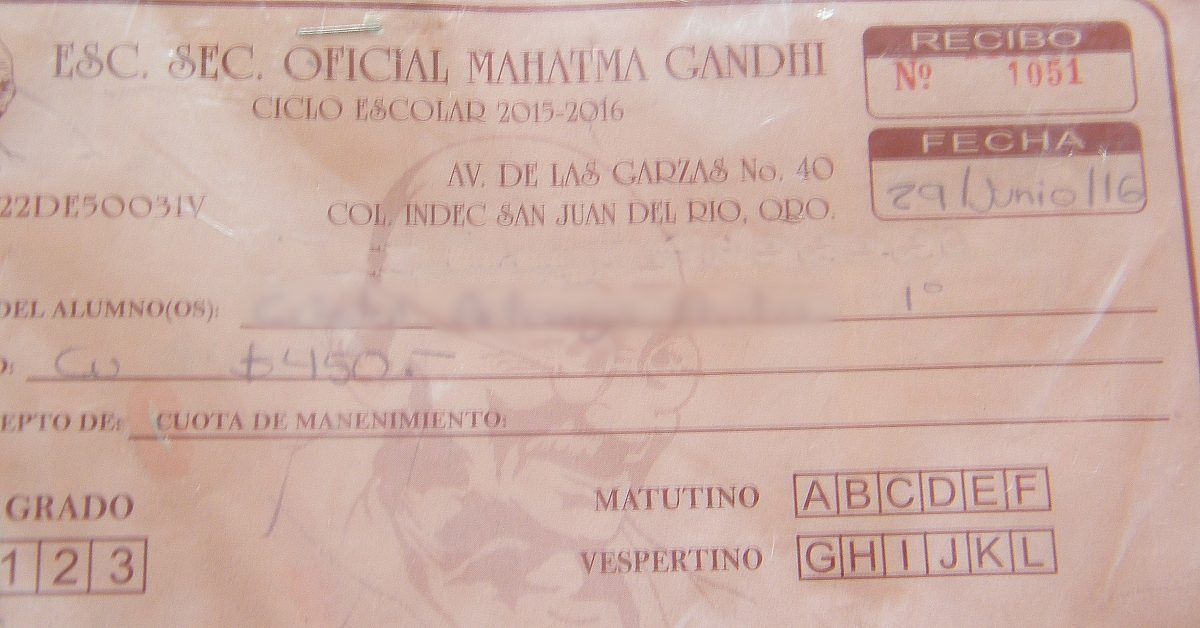 ESC. SEC. OFICIAL MAHATMA GANDHI
CICLO ESCOLAR 2015-2016
RECIBO
Nº 1051
FECHA
29/Junio/16
AV. DE LAS GARZAS No. 40
22DE50031V
COL. INDEC SAN JUAN DEL RIO, QRO.
DEL ALUMNO(OS):
1º
O: $450.-
EPTO DE: CUOTA DE MANENIMIENTO:
GRADO
1 2 3
MATUTINO A B C D E F
VESPERTINO G H I J K L